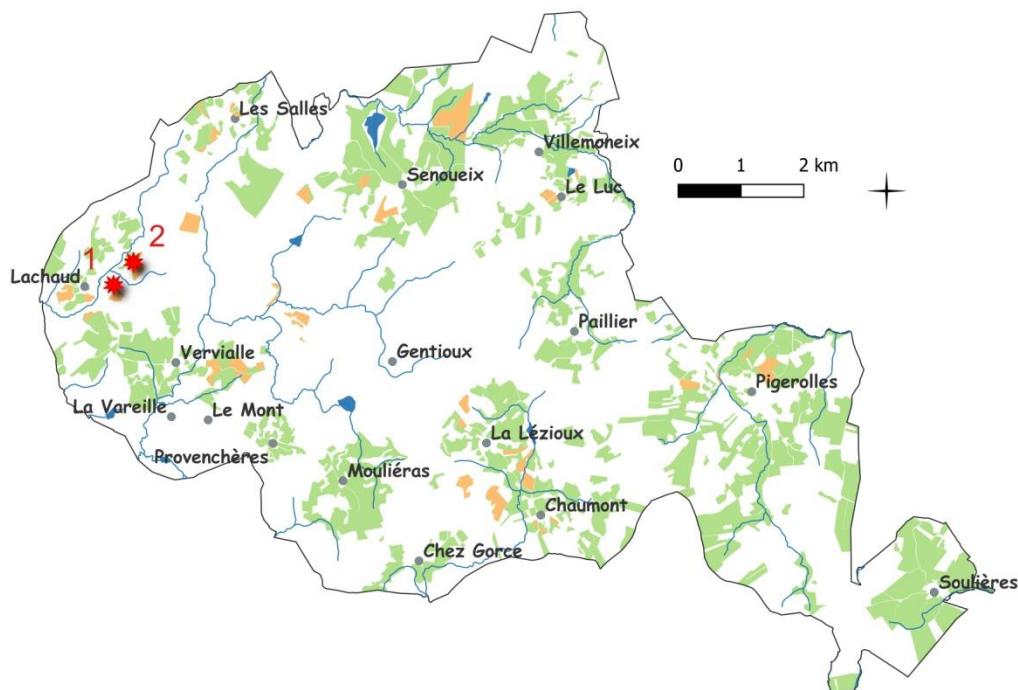 Les Salles
Villemoneix
Senoueix
Le Luc
0 1 2 km
2
1
Lachaud
Paillier
Gentioux
Vervialle
Pigerolles
La Vareille
Le Mont
La Lézioux
Provenchères
Mouliéras
Chaumont
Chez Gorce
Soulières